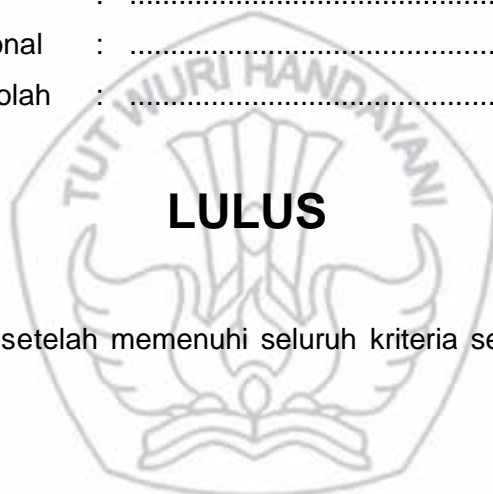 : ..................................................
onal : ..................................................
olah : ..................................................
TUT WURI HANDAYANI
LULUS
setelah memenuhi seluruh kriteria se